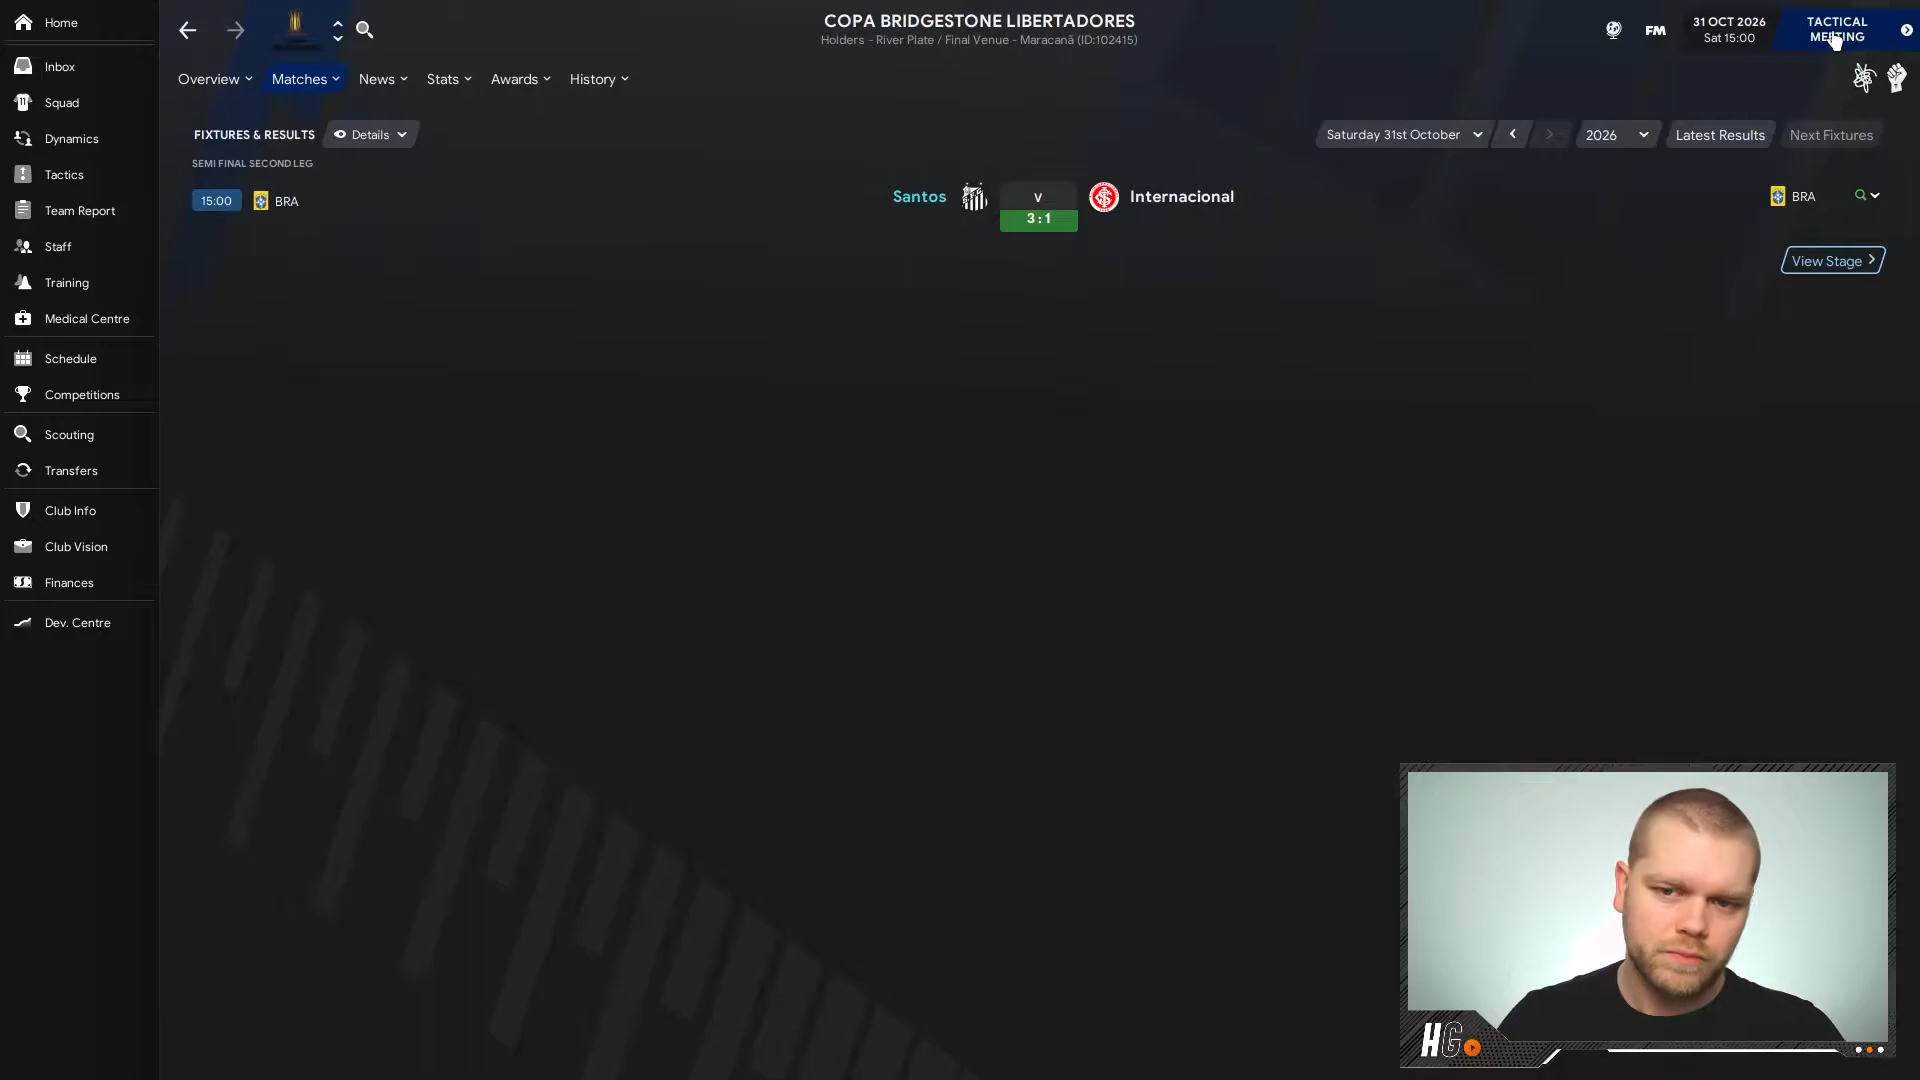 Home
COPA BRIDGESTONE LIBERTADORES
Holders - River Plate / Final Venue - Maracanã (ID:102415)
FM
31 OCT 2026
Sat 15:00
TACTICAL
MEETING
Overview
Matches
News
Stats
Awards
History
Inbox
Squad
Dynamics
Tactics
Team Report
Staff
Training
Medical Centre
Schedule
Competitions
Scouting
Transfers
Club Info
Club Vision
Finances
Dev. Centre
FIXTURES & RESULTS
Details
Saturday 31st October
2026
Latest Results
Next Fixtures
SEMI FINAL SECOND LEG
15:00
BRA
Santos
v
3 : 1
Internacional
BRA
View Stage
HG